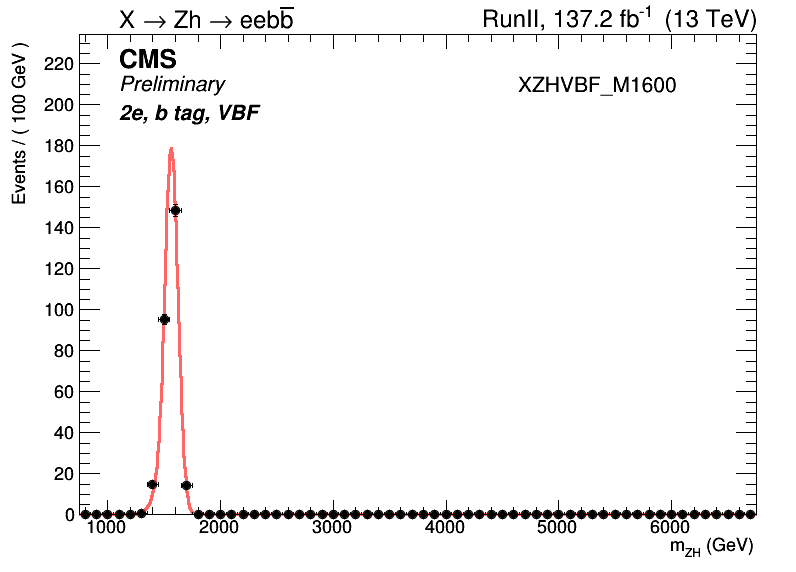 X → Zh → eebb̅
RunII, 137.2 fb⁻¹ (13 TeV)
CMS
Preliminary
2e, b tag, VBF
XZHVBF_M1600
Events / ( 100 GeV )
220
200
180
160
140
120
100
80
60
40
20
0
1000 2000 3000 4000 5000 6000
m_ZH (GeV)